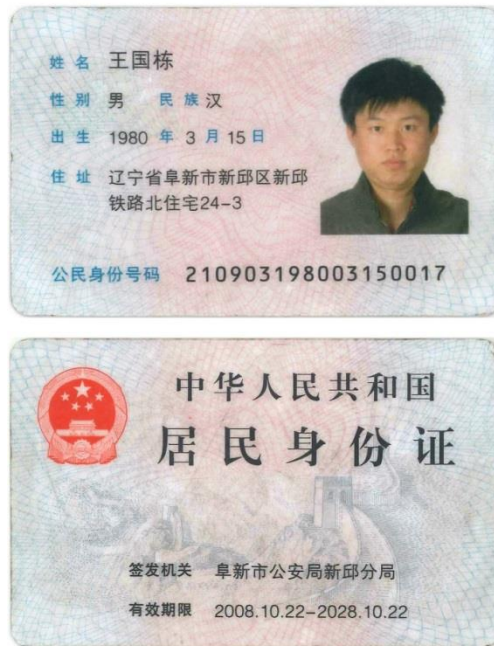 姓名 王国栋
性别 男 民族 汉
出生 1980 年 3 月 15 日
住址 辽宁省阜新市新邱区新邱
铁路北住宅24-3
公民身份号码 210903198003150017
中华人民共和国
居民身份证
签发机关 阜新市公安局新邱分局
有效期限 2008.10.22-2028.10.22